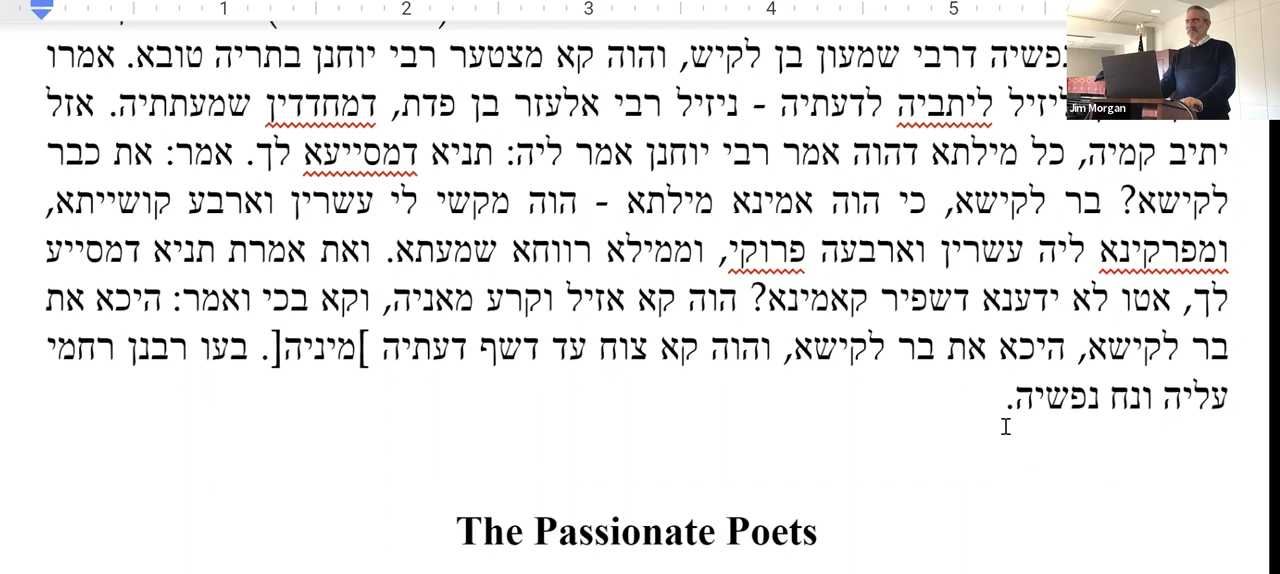 1 2 3 4 5
נפשיה דרבי שמעון בן לקיש, והוה קא מצטער רבי יוחנן בתריה טובא. אמרו
ליזיל ליתביה לדעתיה - ניזיל רבי אלעזר בן פדת, דמחדדין שמעתתיה. אזל
יתיב קמיה, כל מילתא דהוה אמר רבי יוחנן אמר ליה: תניא דמסייעא לך. אמר: את כבר
לקישא? בר לקישא, כי הוה אמינא מילתא - הוה מקשי לי עשרין וארבע קושייתא,
ומפרקינא ליה עשרין וארבעה פרוקי, וממילא רווחא שמעתא. ואת אמרת תניא דמסייע
לך, אטו לא ידענא דשפיר קאמינא? הוה קא אזיל וקרע מאניה, וקא בכי ואמר: היכא את
בר לקישא, היכא את בר לקישא, והוה קא צוח עד דשף דעתיה ]מיניה[. בעו רבנן רחמי
עליה ונח נפשיה.
The Passionate Poets
Jim Morgan